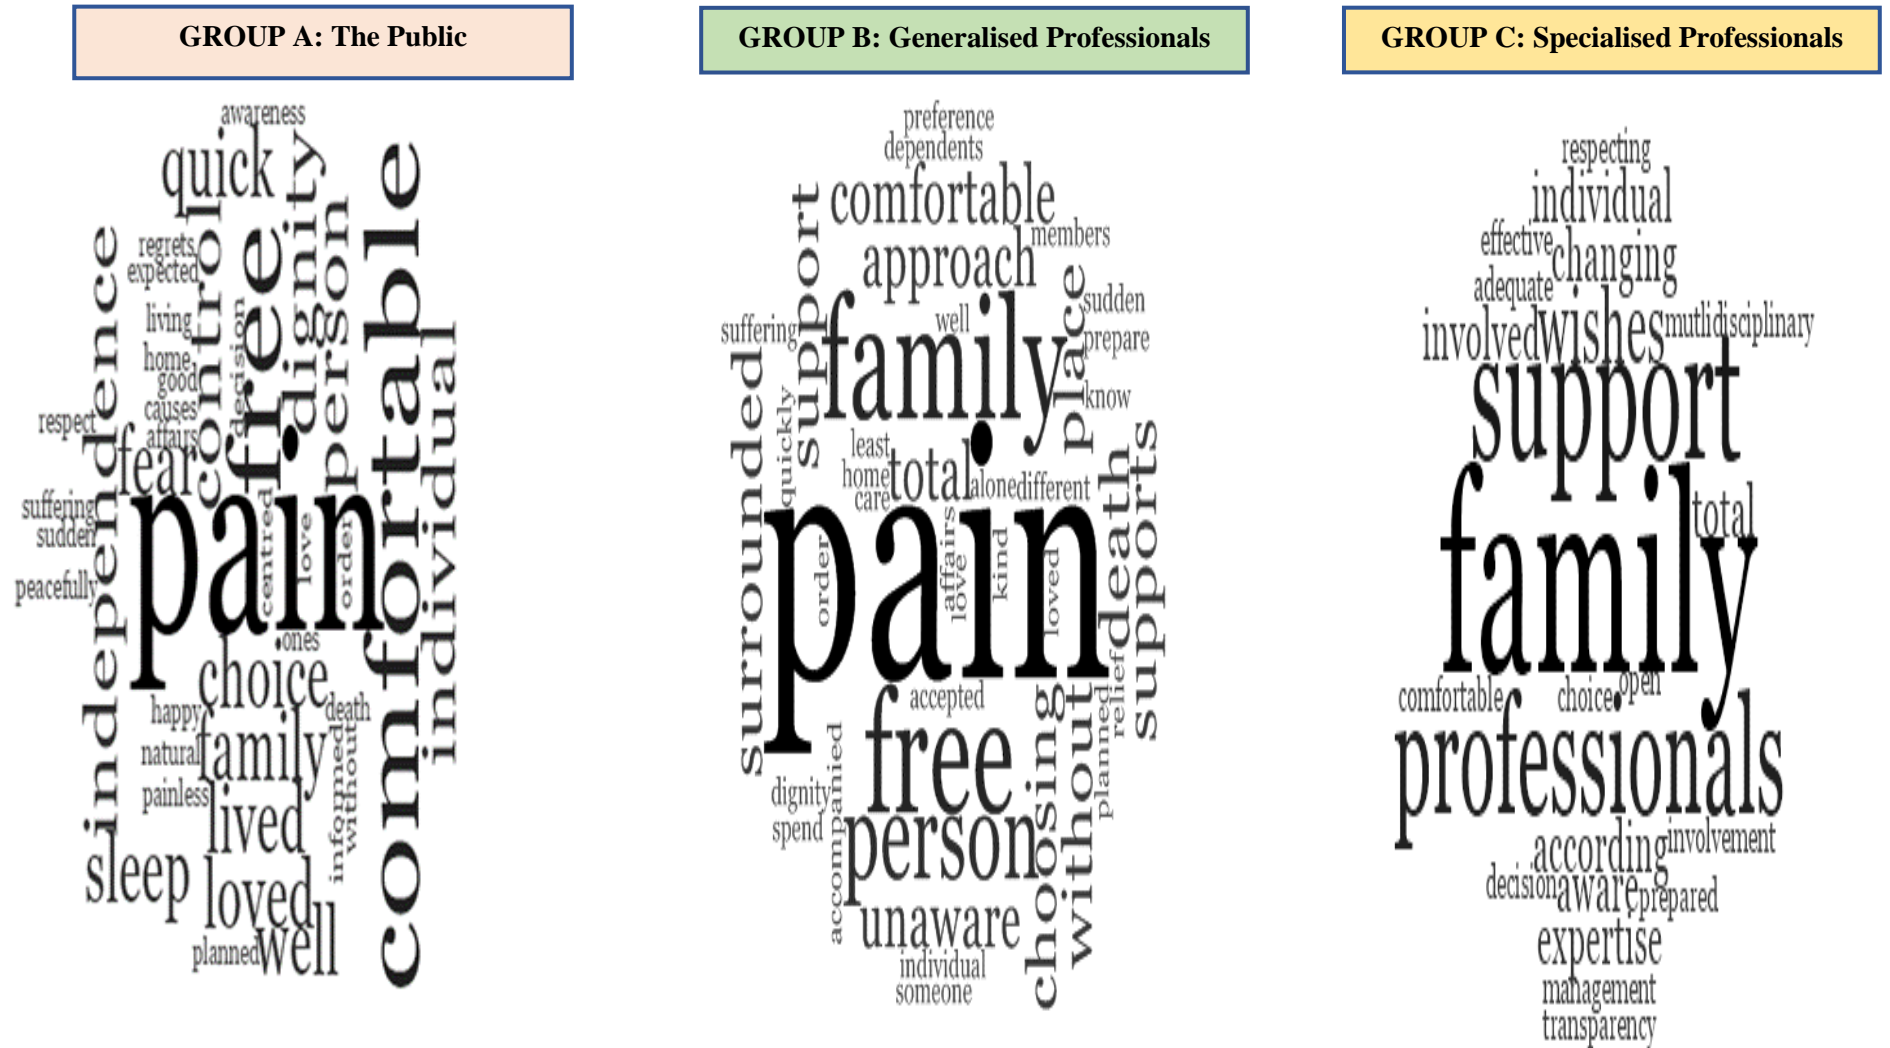 GROUP A: The Public
awareness
quick
dignity
comfortable
control
person
free
independence
regrets
expected
living
decision
home
good
causes
affairs
individual
respect
fear
suffering
sudden
pain
centred
love
order
peacefully
ones
choice
happy
death
natural
family
informed
without
painless
lived
sleep
loved
planned
well
GROUP B: Generalised Professionals
preference
dependents
comfortable
support
members
approach
place
sudden
suffering
well
family
prepare
surrounded
quickly
know
least
home
total
care
alone
different
death
supports
pain
order
affairs
love
kind
loved
relief
accepted
planned
free
choosing
without
dignity
accompanied
spend
person
unaware
individual
someone
GROUP C: Specialised Professionals
respecting
individual
effective
changing
adequate
involved
wishes
mutlidisciplinary
support
total
family
open
comfortable
choice
professionals
according
involvement
decision
aware
prepared
expertise
management
transparency